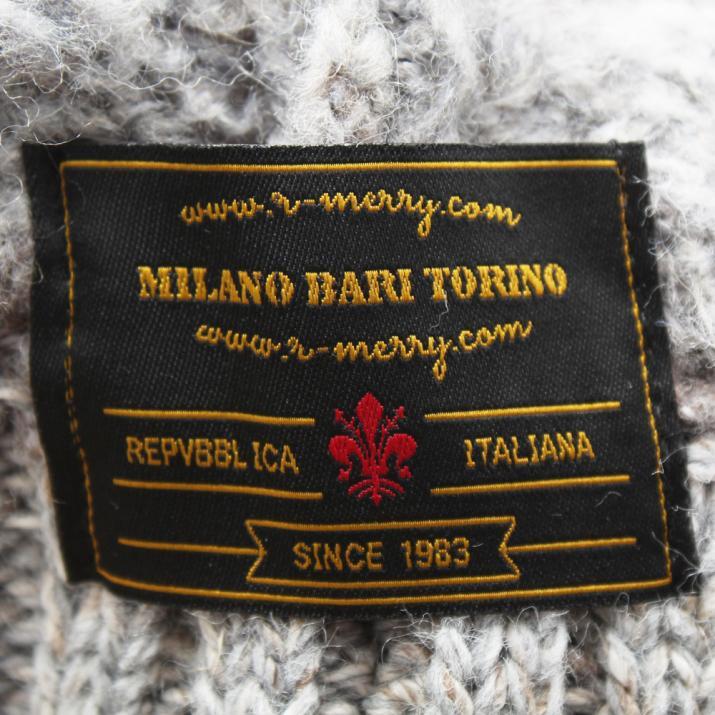 www.r-merry.com
MILANO BARI TORINO
www.r-merry.com
REPVBBLICA ITALIANA
SINCE 1983